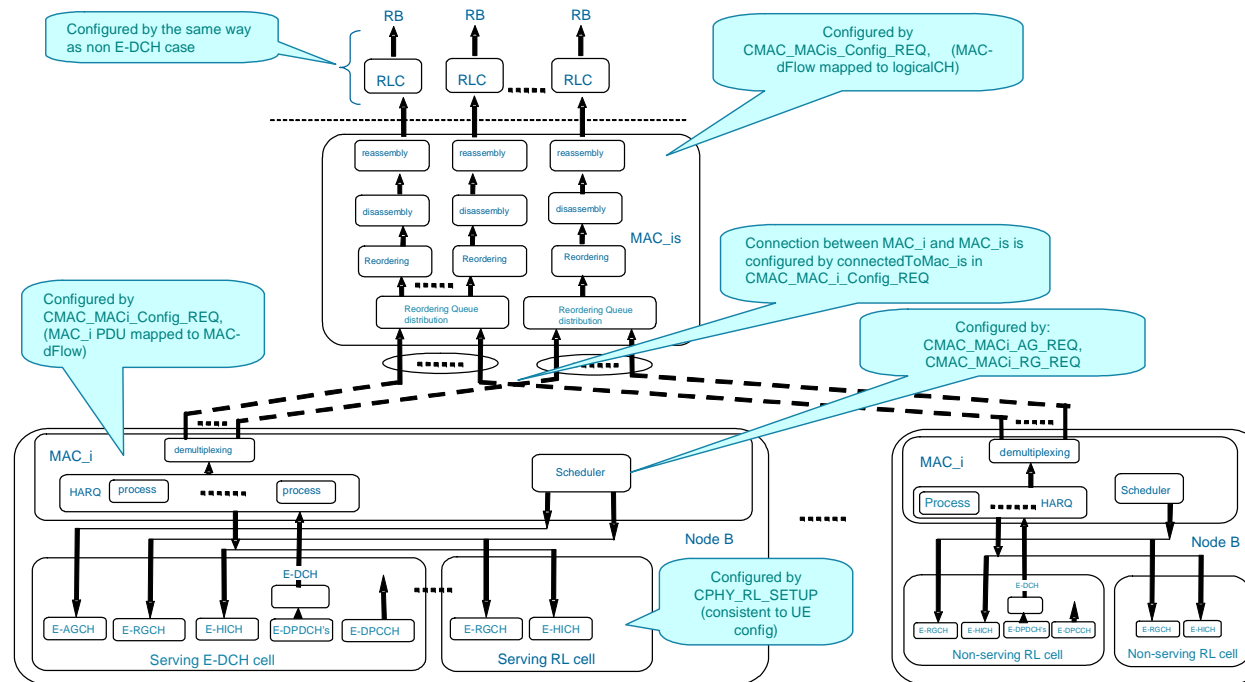 RB
RB
RB
Configured by the same way
as non E-DCH case
RLC
RLC
RLC
Configured by
CMAC_MACis_Config_REQ, (MAC-
dFlow mapped to logicalCH)
reassembly
reassembly
reassembly
disassembly
disassembly
disassembly
Reordering
Reordering
Reordering
MAC_is
Reordering Queue
distribution
Reordering Queue
distribution
Connection between MAC_i and MAC_is is
configured by connectedToMac_is in
CMAC_MAC_i_Config_REQ
Configured by
CMAC_MACi_Config_REQ,
(MAC_i PDU mapped to MAC-
dFlow)
Configured by:
CMAC_MACi_AG_REQ,
CMAC_MACi_RG_REQ
MAC_i
demultiplexing
HARQ
process
process
Scheduler
Node B
E-DCH
E-AGCH
E-RGCH
E-HICH
E-DPDCH's
E-DPCCH
Serving E-DCH cell
E-RGCH
E-HICH
Serving RL cell
Configured by
CPHY_RL_SETUP
(consistent to UE
config)
MAC_i
demultiplexing
Process
HARQ
Scheduler
Node B
E-DCH
E-RGCH
E-HICH
E-DPDCH's
E-DPCCH
Non-serving RL cell
E-RGCH
E-HICH
Non-serving RL cell